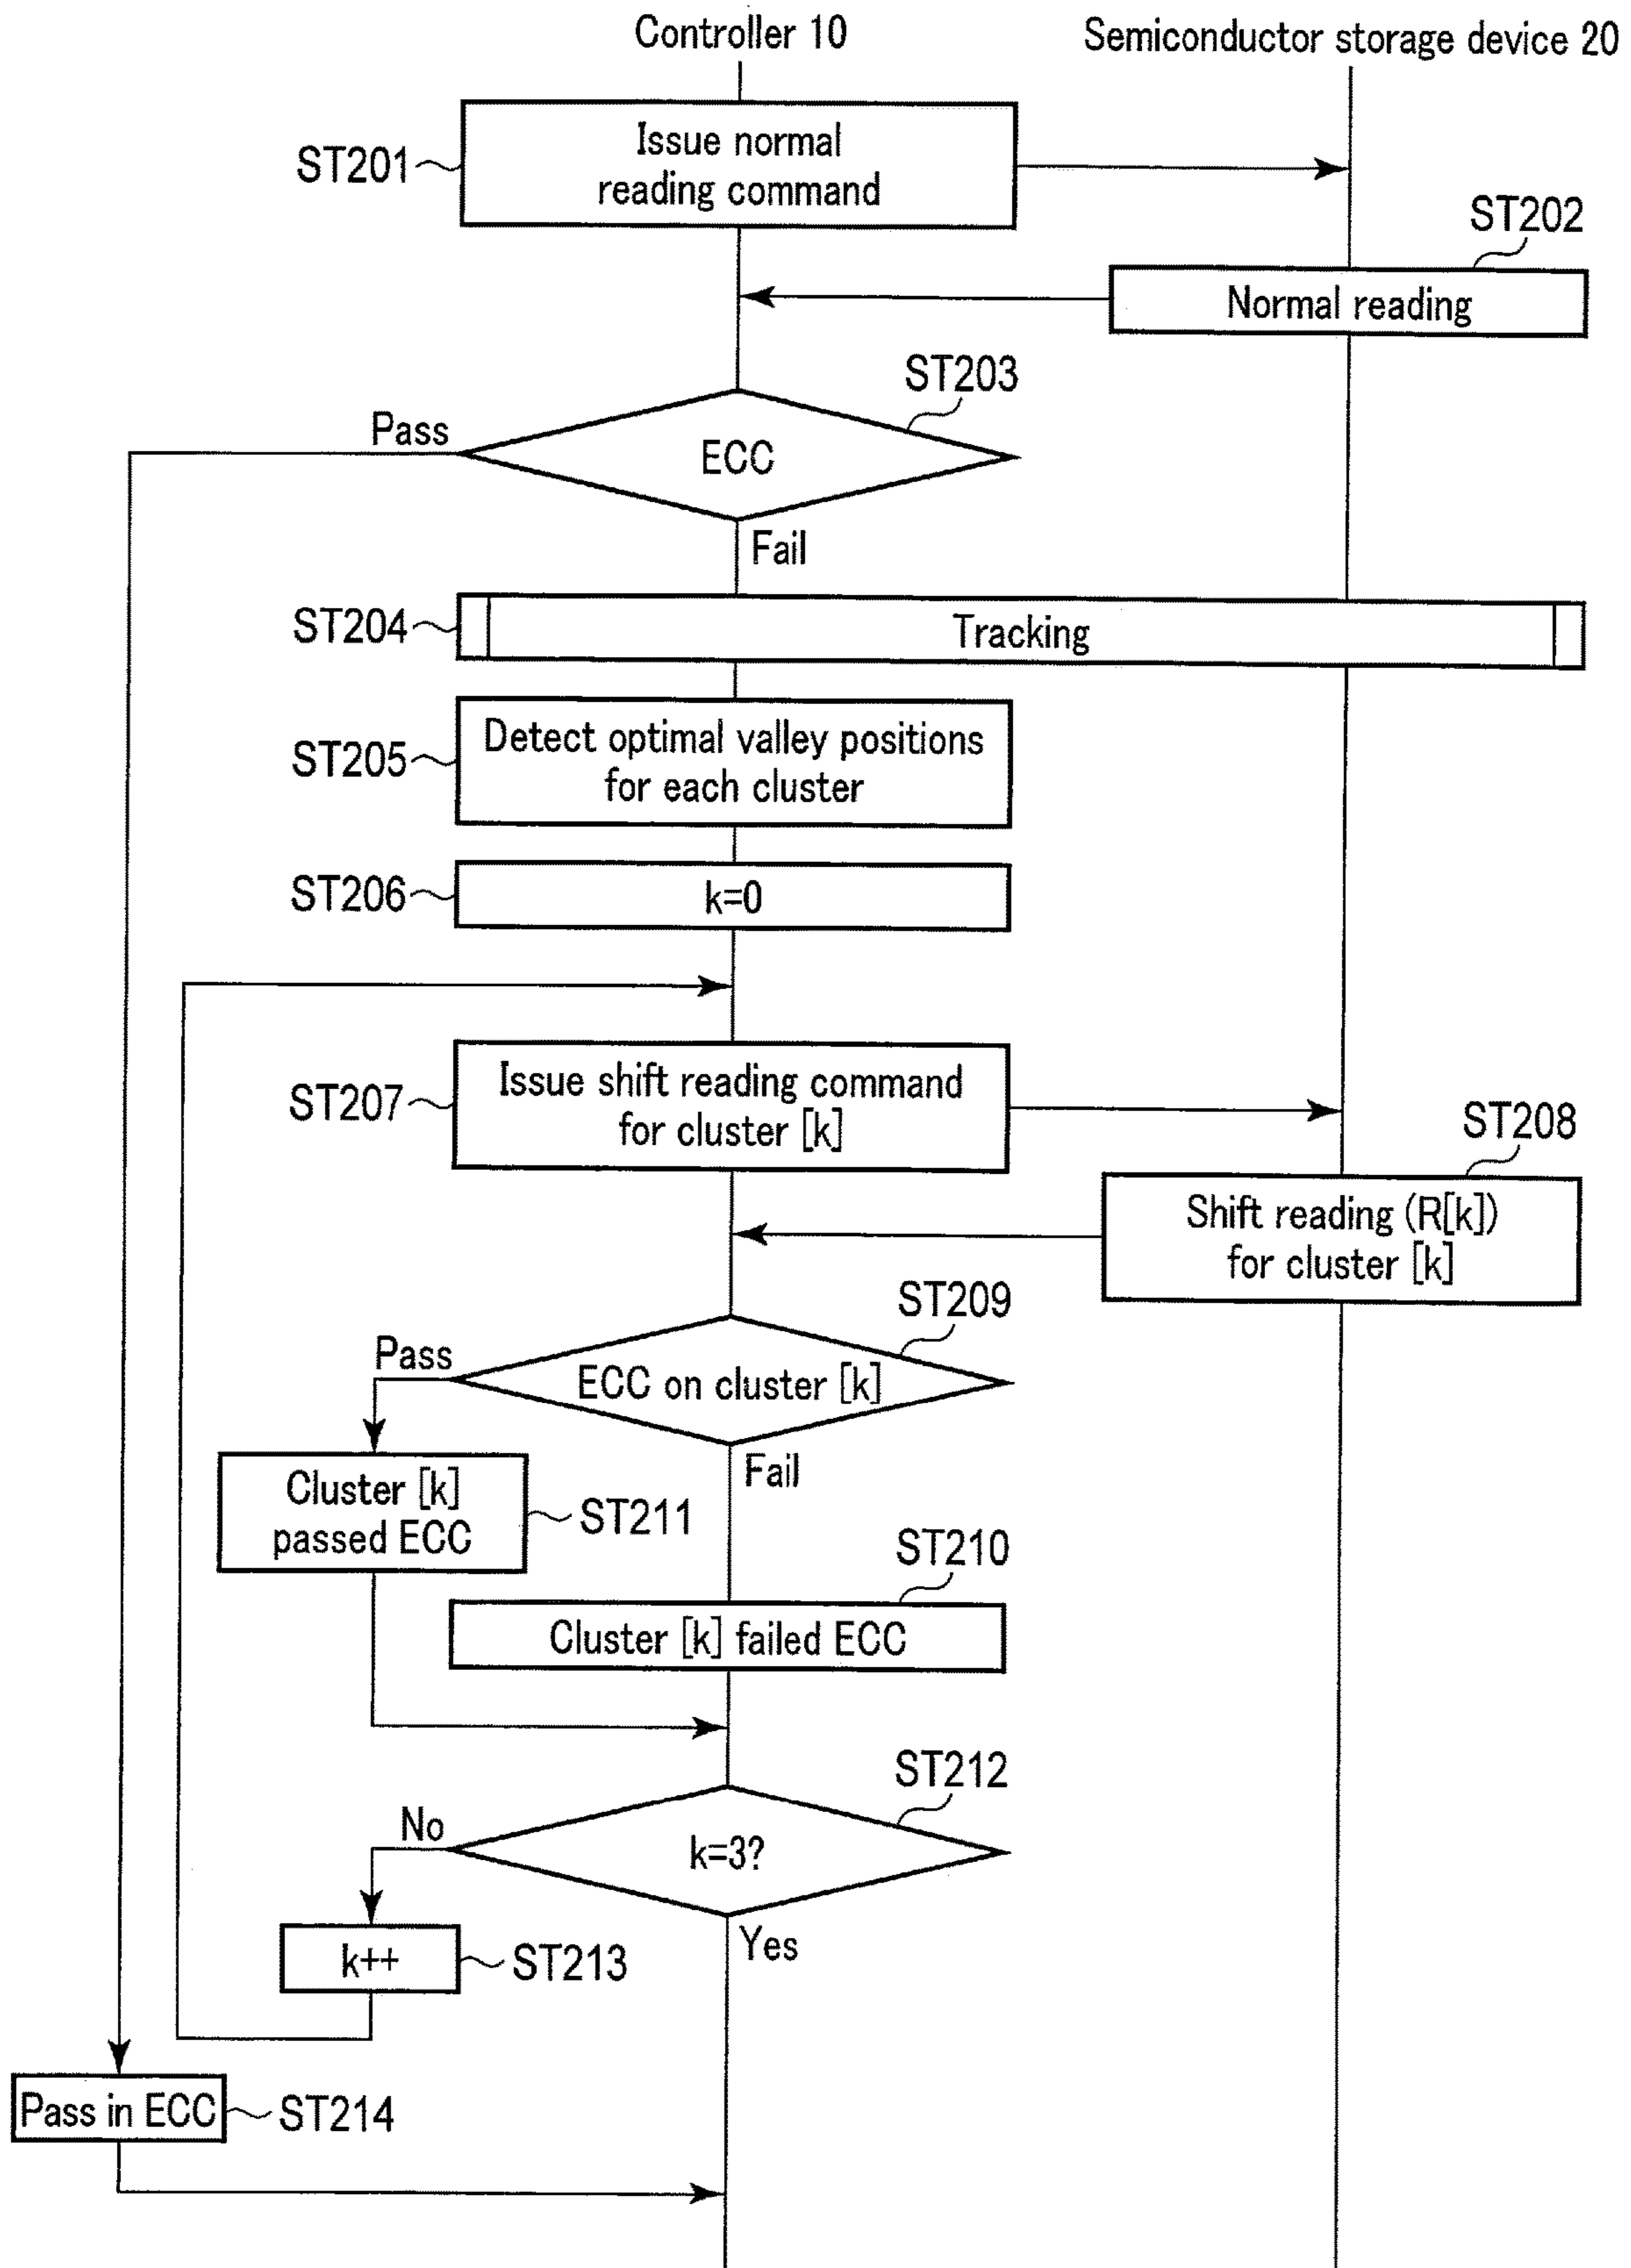 Controller 10
Semiconductor storage device 20
ST201
Issue normal
reading command
ST202
Normal reading
ST203
Pass
ECC
Fail
ST204
Tracking
ST205
Detect optimal valley positions
for each cluster
ST206
k=0
ST207
Issue shift reading command
for cluster [k]
ST208
Shift reading (R[k])
for cluster [k]
ST209
Pass
ECC on cluster [k]
Fail
Cluster [k]
passed ECC
ST211
ST210
Cluster [k] failed ECC
ST212
No
k=3?
Yes
k++
ST213
Pass in ECC
ST214